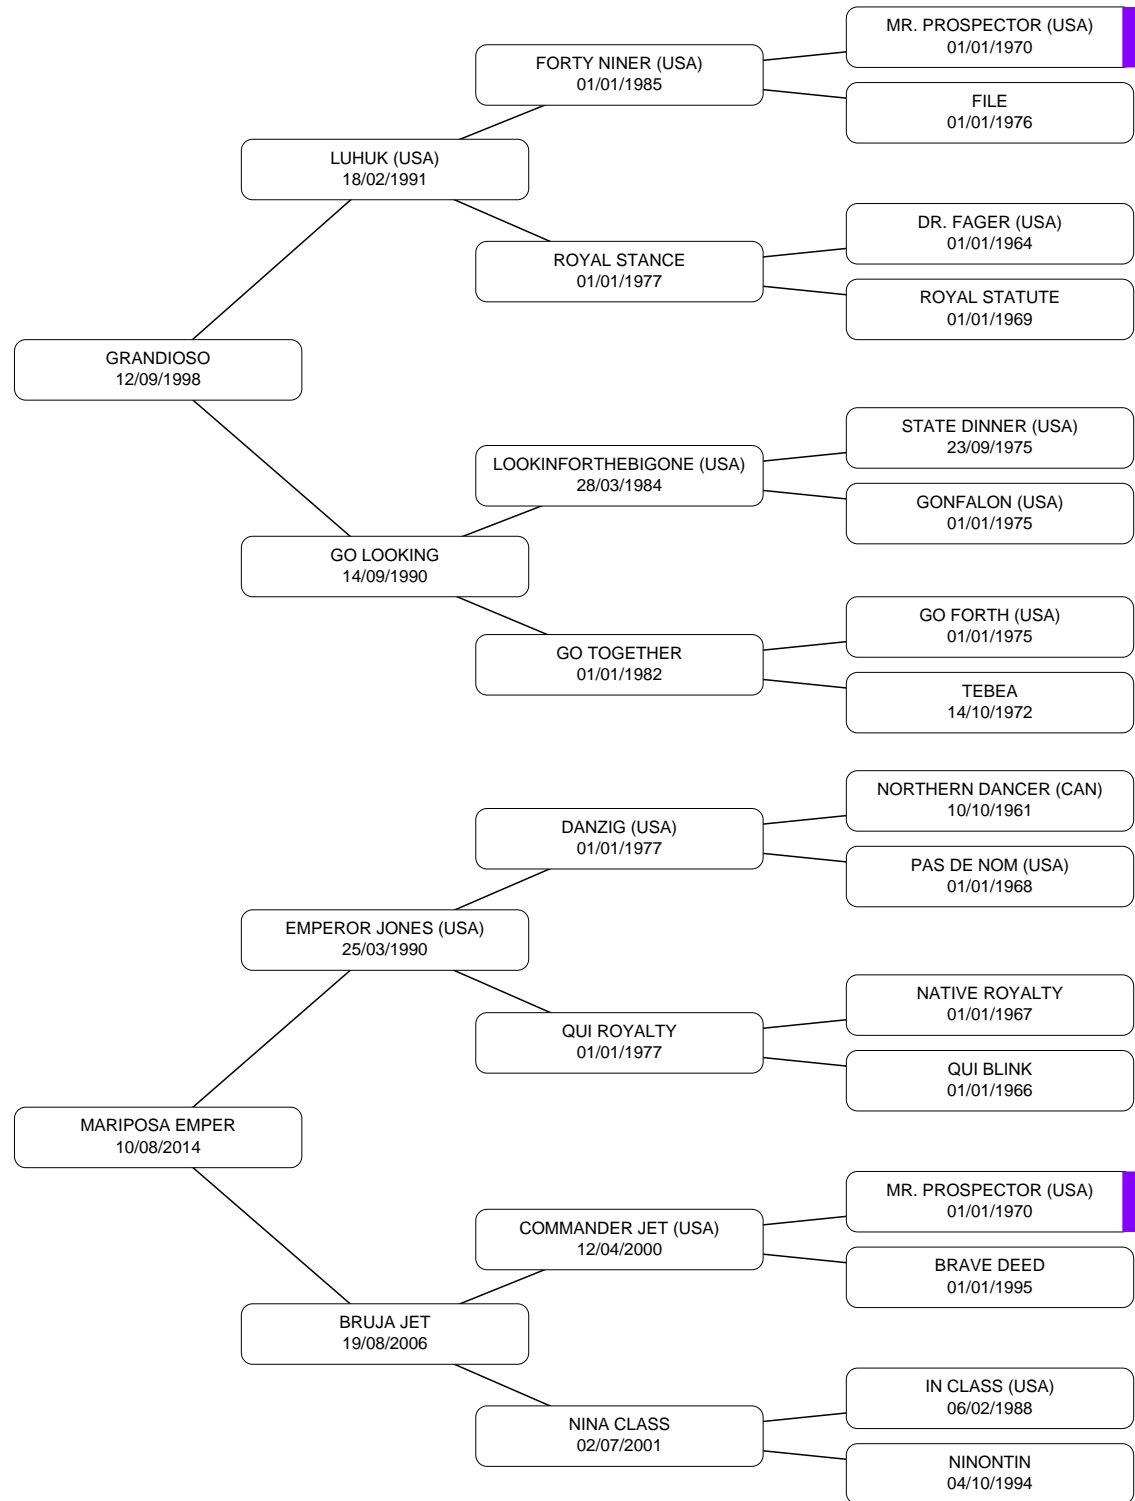 MR. PROSPECTOR (USA)
01/01/1970
FORTY NINER (USA)
01/01/1985
FILE
01/01/1976
LUHUK (USA)
18/02/1991
DR. FAGER (USA)
01/01/1964
ROYAL STANCE
01/01/1977
ROYAL STATUTE
01/01/1969
GRANDIOSO
12/09/1998
STATE DINNER (USA)
23/09/1975
LOOKINFORTHEBIGONE (USA)
28/03/1984
GONFALON (USA)
01/01/1975
GO LOOKING
14/09/1990
GO FORTH (USA)
01/01/1975
GO TOGETHER
01/01/1982
TEBEA
14/10/1972
NORTHERN DANCER (CAN)
10/10/1961
DANZIG (USA)
01/01/1977
PAS DE NOM (USA)
01/01/1968
EMPEROR JONES (USA)
25/03/1990
NATIVE ROYALTY
01/01/1967
QUI ROYALTY
01/01/1977
QUI BLINK
01/01/1966
MARIPOSA EMPER
10/08/2014
MR. PROSPECTOR (USA)
01/01/1970
COMMANDER JET (USA)
12/04/2000
BRAVE DEED
01/01/1995
BRUJA JET
19/08/2006
IN CLASS (USA)
06/02/1988
NINA CLASS
02/07/2001
NINONTIN
04/10/1994